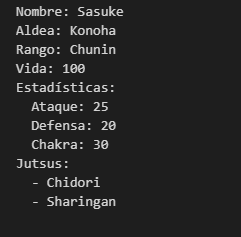 Nombre: Sasuke
Aldea: Konoha
Rango: Chunin
Vida: 100
Estadísticas:
  Ataque: 25
  Defensa: 20
  Chakra: 30
Jutsus:
  - Chidori
  - Sharingan